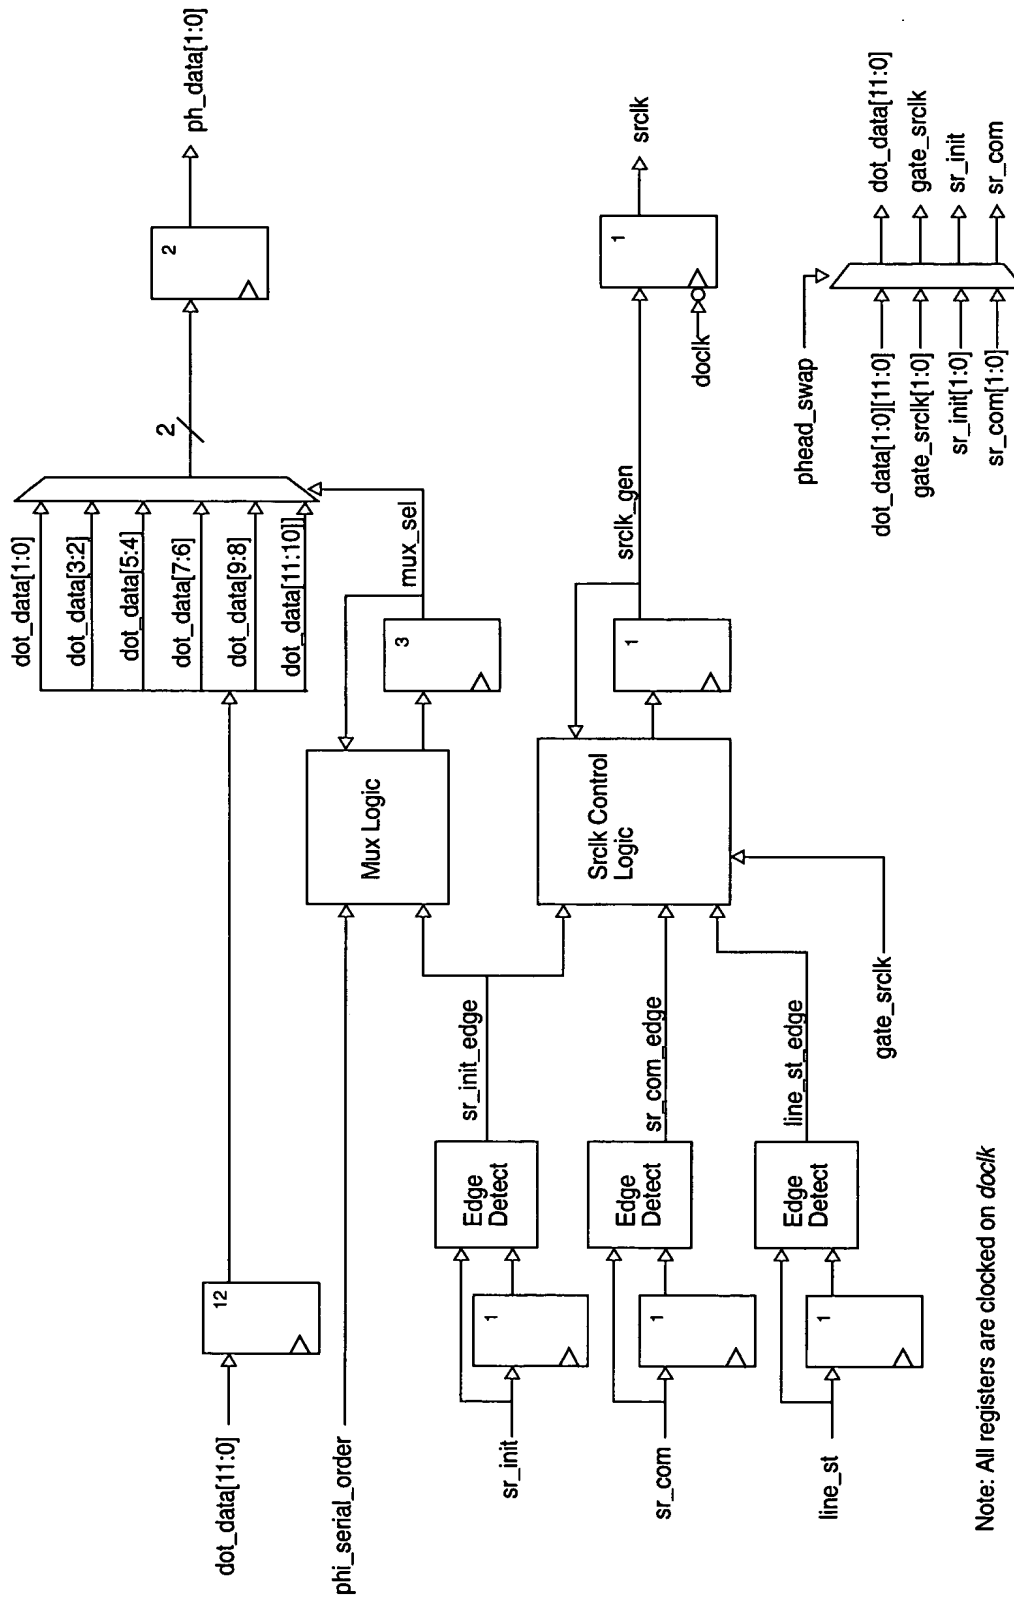 dot_data[11:0]
12
dot_data[1:0]
dot_data[3:2]
dot_data[5:4]
dot_data[7:6]
dot_data[9:8]
dot_data[11:10]]
2
2
ph_data[1:0]
phi_serial_order
Mux Logic
3
mux_sel
sr_init
1
Edge
Detect
sr_init_edge
sr_com
1
Edge
Detect
sr_com_edge
line_st
1
Edge
Detect
line_st_edge
gate_srclk
Srclk Control
Logic
1
srclk_gen
1
doclk
srclk
phead_swap
dot_data[1:0][11:0]
gate_srclk[1:0]
sr_init[1:0]
sr_com[1:0]
dot_data[11:0]
gate_srclk
sr_init
sr_com
Note: All registers are clocked on doclk